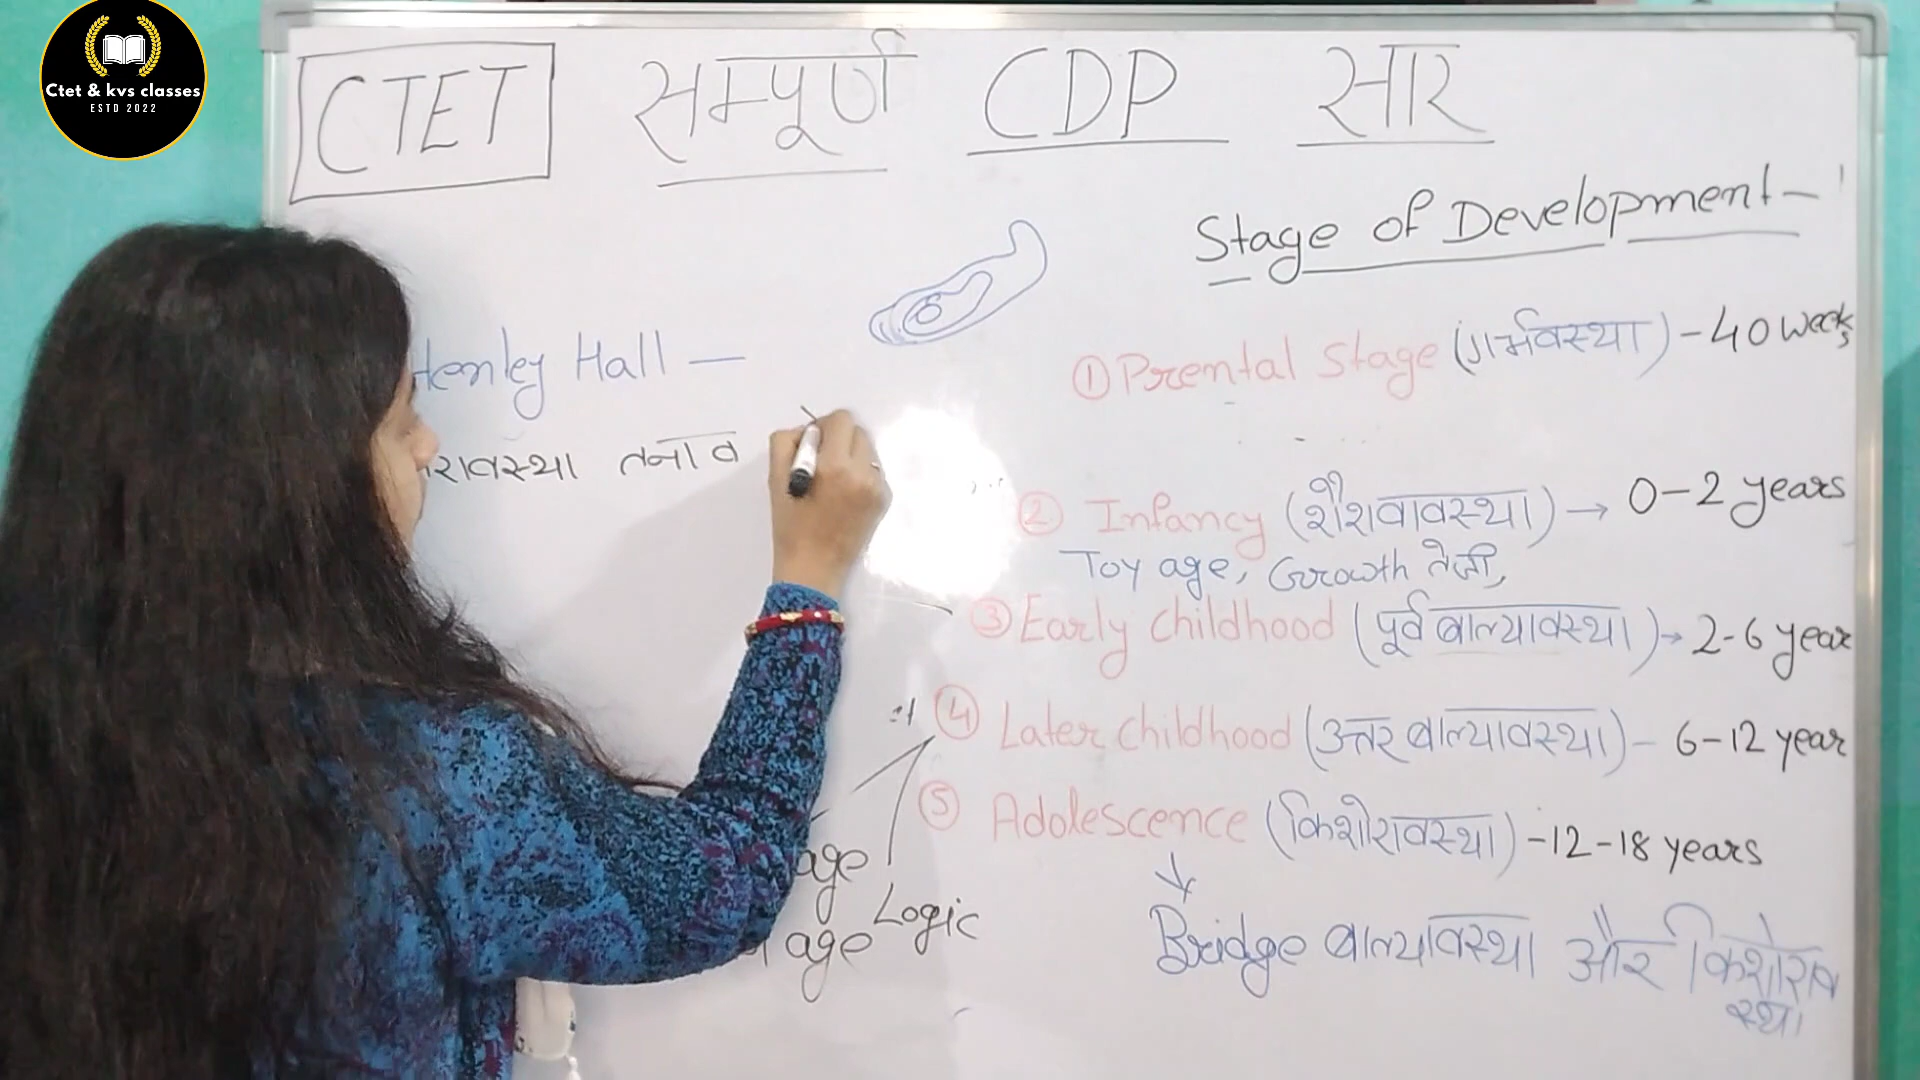 Ctet & kvs classes
ESTD 2022
CTET सम्पूर्ण CDP सार
Stage of Development -
Henley Hall —
रावस्था तनाव
① Prental Stage (गर्भवस्था) - 40 weeks
② Infancy (शैशवावस्था) → 0-2 years
Toy age, Growth तेजी,
③ Early childhood (पूर्व बाल्यावस्था) → 2-6 year
④ Later childhood (उत्तर बाल्यावस्था) - 6-12 year
⑤ Adolescence (किशोरावस्था) - 12-18 years
age
Logic
age
Bridge बाल्यावस्था और किशोराव
स्था